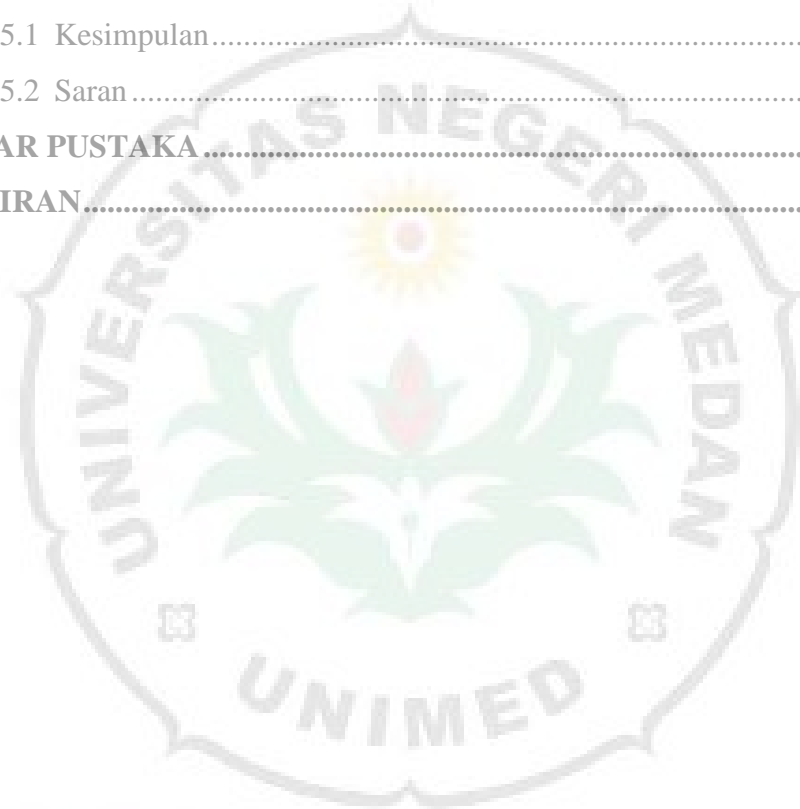 5.1 Kesimpulan........................................................................
5.2 Saran..................................................................................
AR PUSTAKA........................................................................
IRAN........................................................................................
UNIVERSITAS NEGERI MEDAN
UNIMED